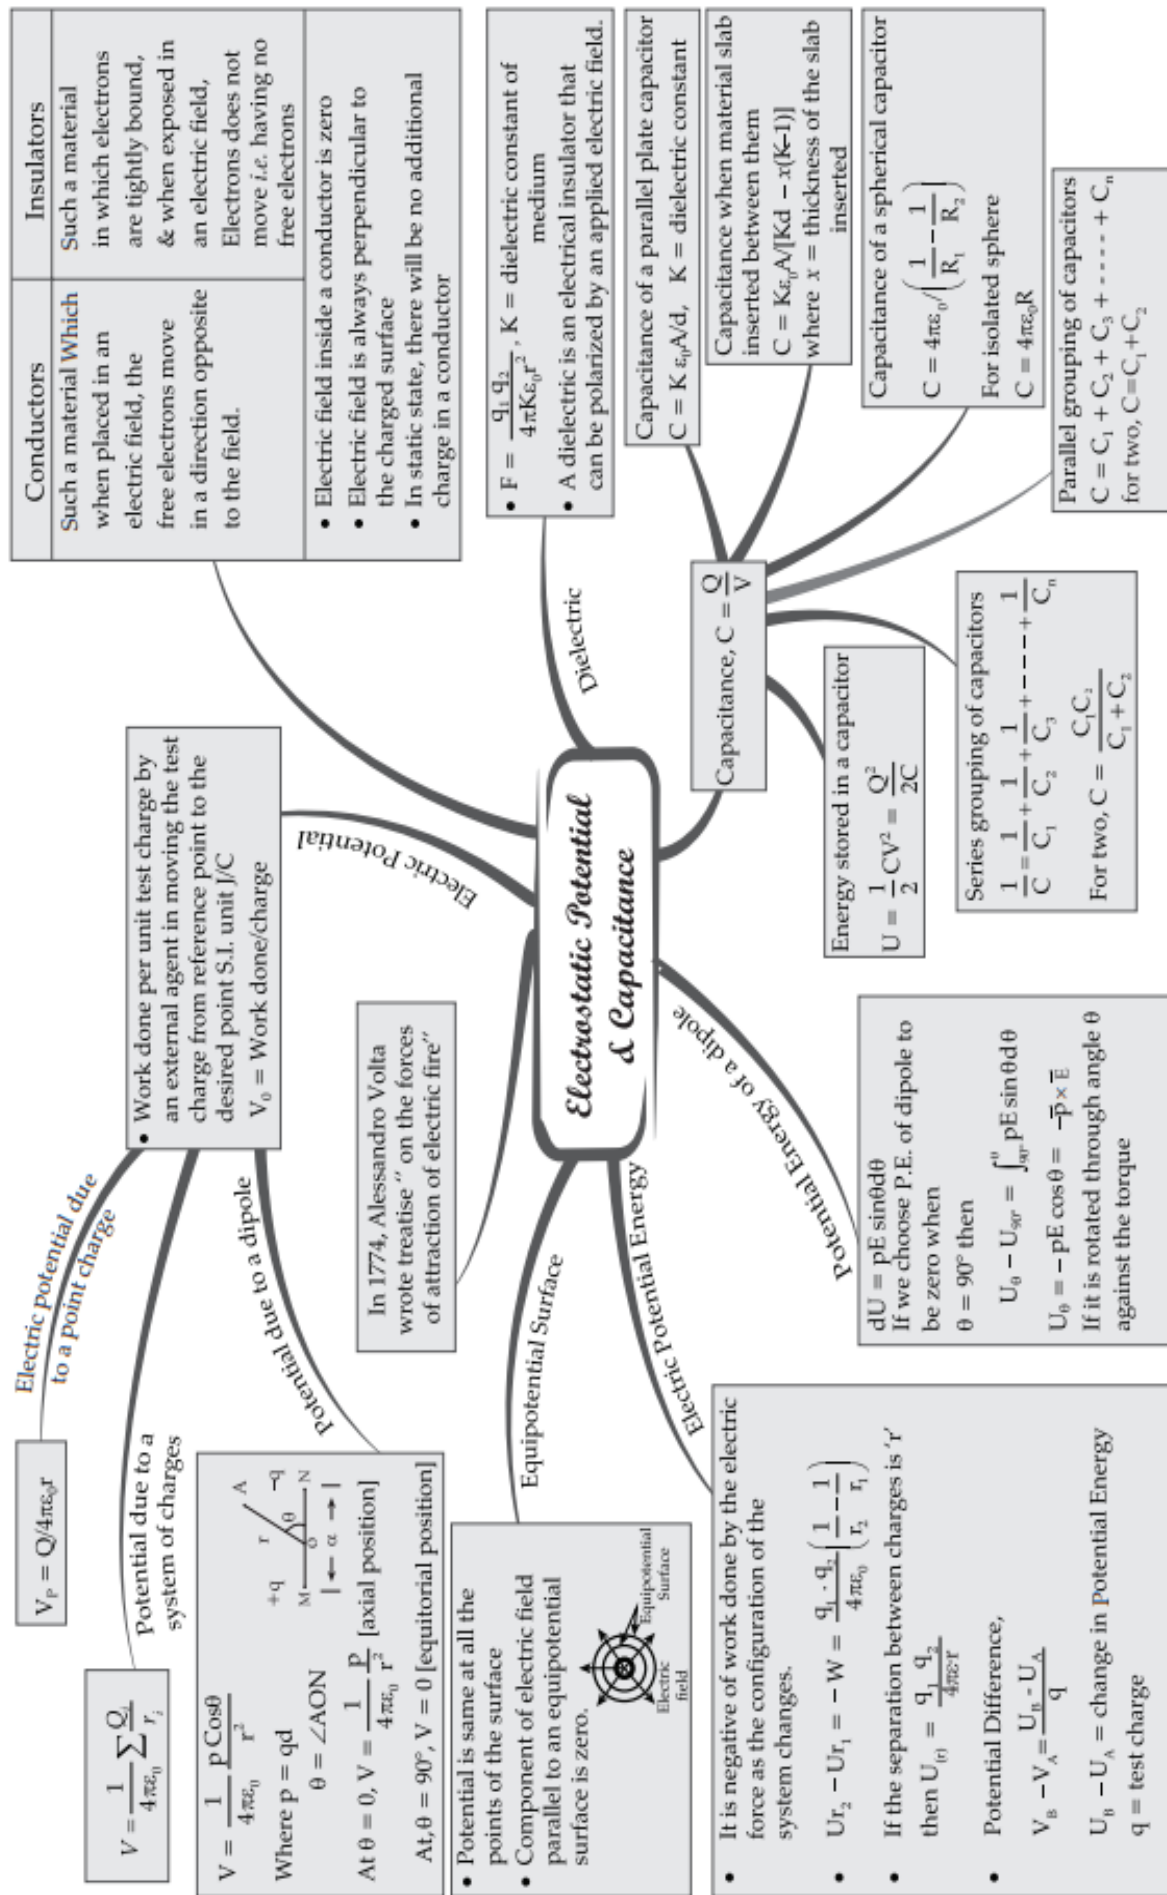 Electrostatic Potential
& Capacitance
Electric Potential
• Work done per unit test charge by
an external agent in moving the test
charge from reference point to the
desired point S.I. unit J/C
V₀ = Work done/charge
Electric potential due
to a point charge
V_P = Q/4πε₀r
Potential due to a
system of charges
V = 1/4πε₀ Σ Q_i/r_i
Potential due to a dipole
V = 1/4πε₀ p Cosθ/r²
Where p = qd
θ = ∠AON
+q r A −q
M o θ N
|← α →|
At θ = 0, V = 1/4πε₀ p/r² [axial position]
At, θ = 90°, V = 0 [equitorial position]
In 1774, Alessandro Volta
wrote treatise “ on the forces
of attraction of electric fire”
Equipotential Surface
• Potential is same at all the
points of the surface
• Component of electric field
parallel to an equipotential
surface is zero.
Electric
field
Equipotential
Surface
Electric Potential Energy
• It is negative of work done by the electric
force as the configuration of the
system changes.
• Ur₂ − Ur₁ = − W = q₁ . q₂/4πε₀ (1/r₂ − 1/r₁)
• If the separation between charges is ‘r’
then U₍r₎ = q₁ q₂/4πεr
• Potential Difference,
V_B − V_A = U_B - U_A/q
U_B − U_A = change in Potential Energy
q = test charge
Potential Energy of a dipole
dU = pE sinθdθ
If we choose P.E. of dipole to
be zero when
θ = 90° then
U_θ − U₉₀° = ∫₉₀°^θ pE sinθdθ
U_θ = − pE cosθ = −p̅ × E̅
If it is rotated through angle θ
against the torque
Conductors
Such a material Which
when placed in an
electric field, the
free electrons move
in a direction opposite
to the field.
Insulators
Such a material
in which electrons
are tightly bound,
& when exposed in
an electric field,
Electrons does not
move i.e. having no
free electrons
• Electric field inside a conductor is zero
• Electric field is always perpendicular to
the charged surface
• In static state, there will be no additional
charge in a conductor
Dielectric
• F = q₁ q₂/4πKε₀r², K = dielectric constant of
medium
• A dielectric is an electrical insulator that
can be polarized by an applied electric field.
Capacitance, C = Q/V
Capacitance of a parallel plate capacitor
C = K ε₀A/d, K = dielectric constant
Capacitance when material slab
inserted between them
C = Kε₀A/[Kd − x(K−1)]
where x = thickness of the slab
inserted
Capacitance of a spherical capacitor
C = 4πε₀/(1/R₁ − 1/R₂)
For isolated sphere
C = 4πε₀R
Parallel grouping of capacitors
C = C₁ + C₂ + C₃ + ----- + Cₙ
for two, C=C₁+C₂
Series grouping of capacitors
1/C = 1/C₁ + 1/C₂ + 1/C₃ + ---- + 1/Cₙ
For two, C = C₁C₂/C₁ + C₂
Energy stored in a capacitor
U = 1/2 CV² = Q²/2C